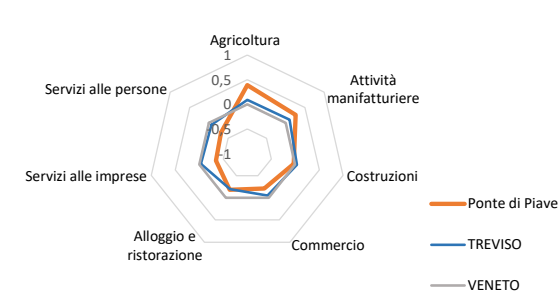 Agricoltura
1
0,5
0
-0,5
-1
Attività
manifatturiere
Costruzioni
Commercio
Alloggio e
ristorazione
Servizi alle imprese
Servizi alle persone
Ponte di Piave
TREVISO
VENETO